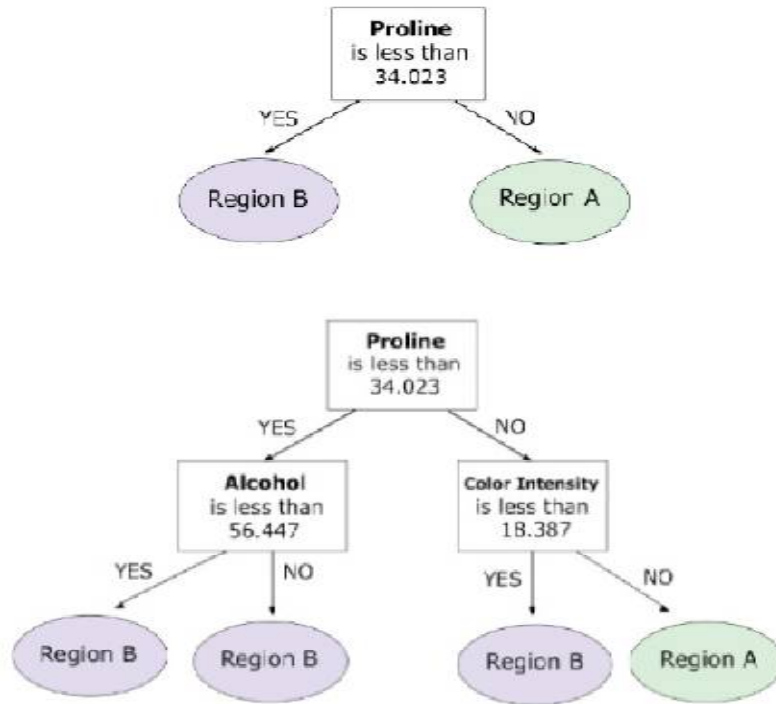 Proline
is less than
34.023
YES
NO
Region B
Region A
Proline
is less than
34.023
YES
NO
Alcohol
is less than
56.447
Color Intensity
is less than
18.387
YES
NO
YES
NO
Region B
Region B
Region B
Region A